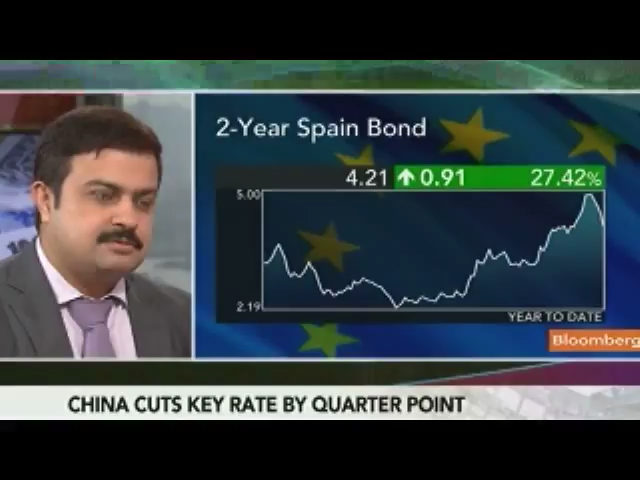 2-Year Spain Bond
4.21 ↑ 0.91 27.42%
5.00
2.19
YEAR TO DATE
Bloomberg
CHINA CUTS KEY RATE BY QUARTER POINT